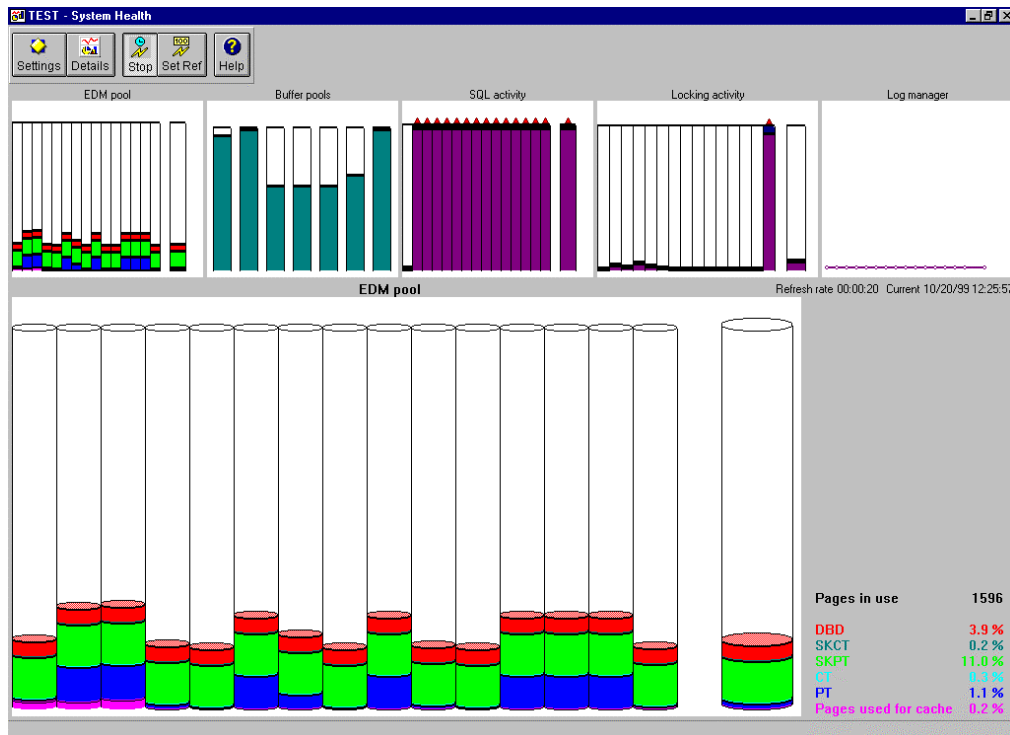 TEST - System Health
Settings Details Stop Set Ref Help
100
EDM pool Buffer pools SQL activity Locking activity Log manager
EDM pool
Refresh rate 00:00:20 Current 10/20/99 12:25:57
Pages in use 1596
DBD 3.9 %
SKCT 0.2 %
SKPT 11.0 %
CT 0.3 %
PT 1.1 %
Pages used for cache 0.2 %